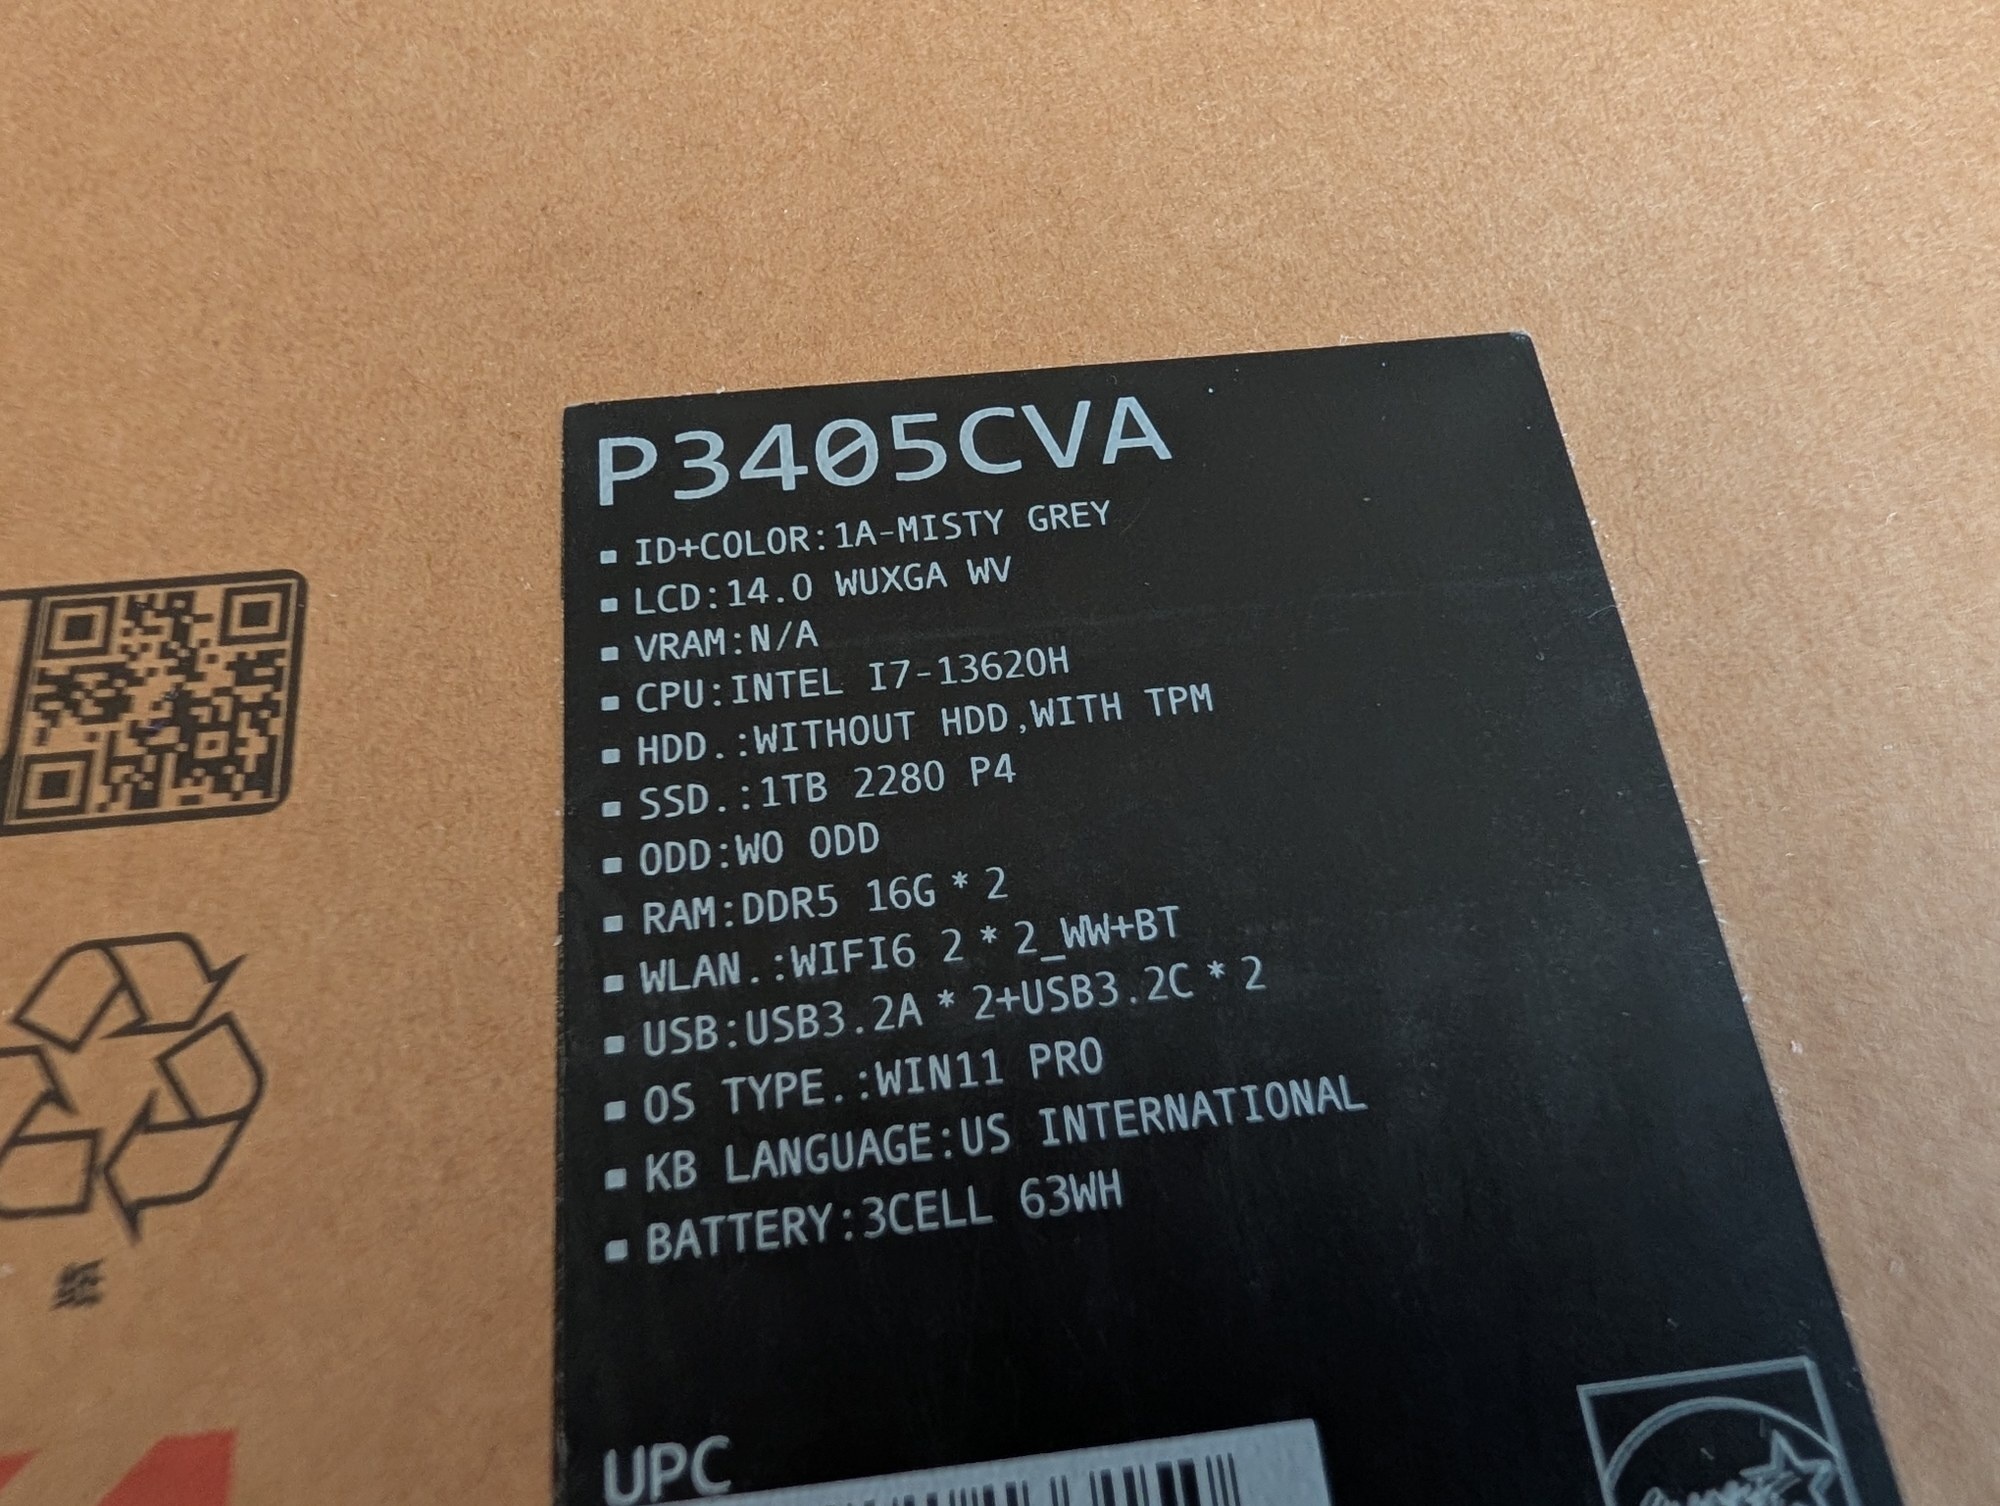 P3405CVA
▪ ID+COLOR:1A-MISTY GREY
▪ LCD:14.0 WUXGA WV
▪ VRAM:N/A
▪ CPU:INTEL I7-13620H
▪ HDD.:WITHOUT HDD,WITH TPM
▪ SSD.:1TB 2280 P4
▪ ODD:WO ODD
▪ RAM:DDR5 16G*2
▪ WLAN.:WIFI6 2*2_WW+BT
▪ USB:USB3.2A*2+USB3.2C*2
▪ OS TYPE.:WIN11 PRO
▪ KB LANGUAGE:US INTERNATIONAL
▪ BATTERY:3CELL 63WH
UPC